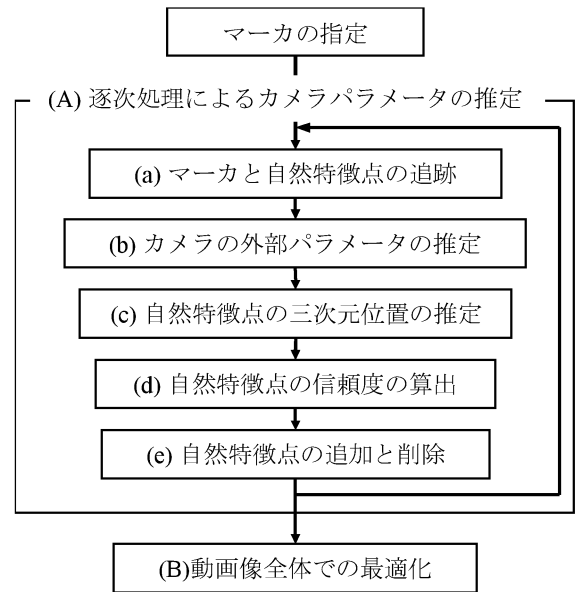 マーカの指定
(A) 逐次処理によるカメラパラメータの推定
(a) マーカと自然特徴点の追跡
(b) カメラの外部パラメータの推定
(c) 自然特徴点の三次元位置の推定
(d) 自然特徴点の信頼度の算出
(e) 自然特徴点の追加と削除
(B)動画像全体での最適化